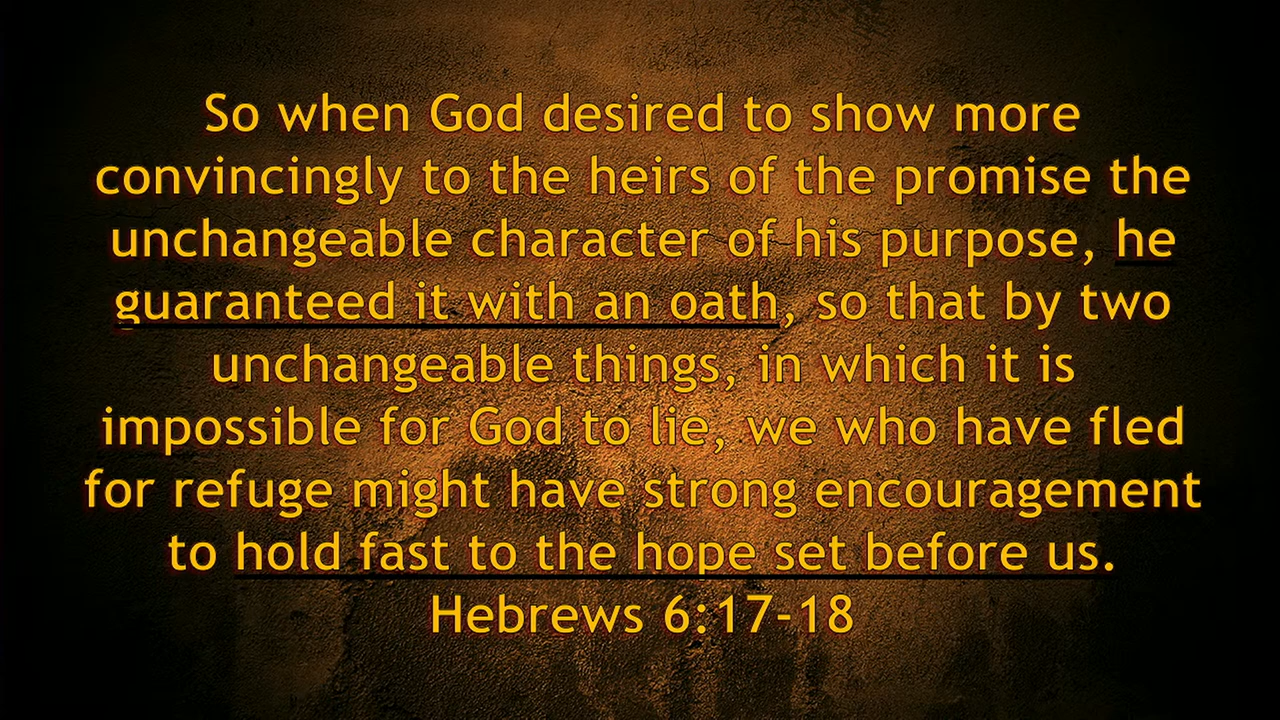 So when God desired to show more
convincingly to the heirs of the promise the
unchangeable character of his purpose, he
guaranteed it with an oath, so that by two
unchangeable things, in which it is
impossible for God to lie, we who have fled
for refuge might have strong encouragement
to hold fast to the hope set before us.
Hebrews 6:17-18